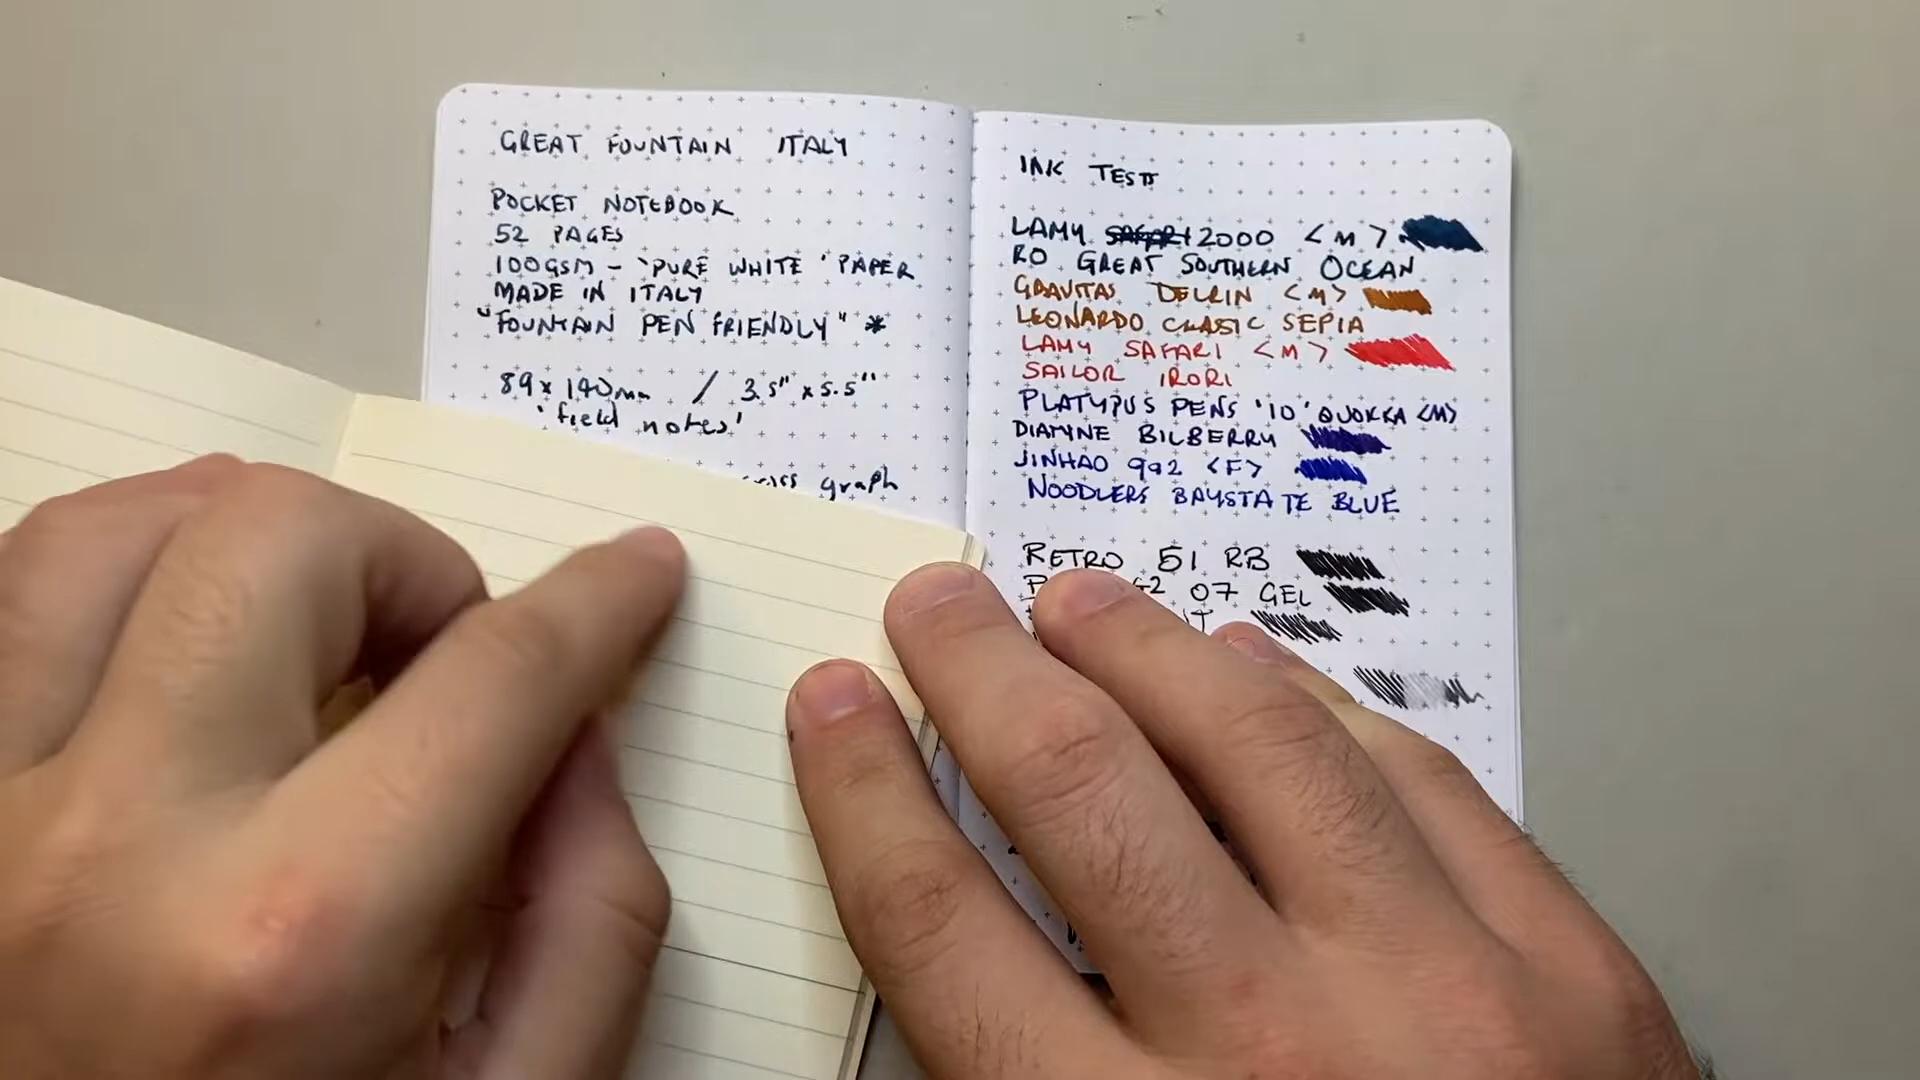 GREAT FOUNTAIN ITALY
POCKET NOTEBOOK
52 PAGES
100GSM - 'PURE WHITE' PAPER
MADE IN ITALY
"FOUNTAIN PEN FRIENDLY" *
89 x 140mm / 3.5" x 5.5"
'field notes'
graph
INK TESTS
LAMY 2000 <M>
RO GREAT SOUTHERN OCEAN
GRAVITAS DELRIN <M>
LEONARDO CLASSIC SEPIA
LAMY SAFARI <M>
SAILOR IRORI
PLATYPUS PENS '10' QUOKKA <M>
DIAMINE BILBERRY
JINHAO 992 <F>
NOODLERS BAYSTATE BLUE
RETRO 51 RB
G2 07 GEL